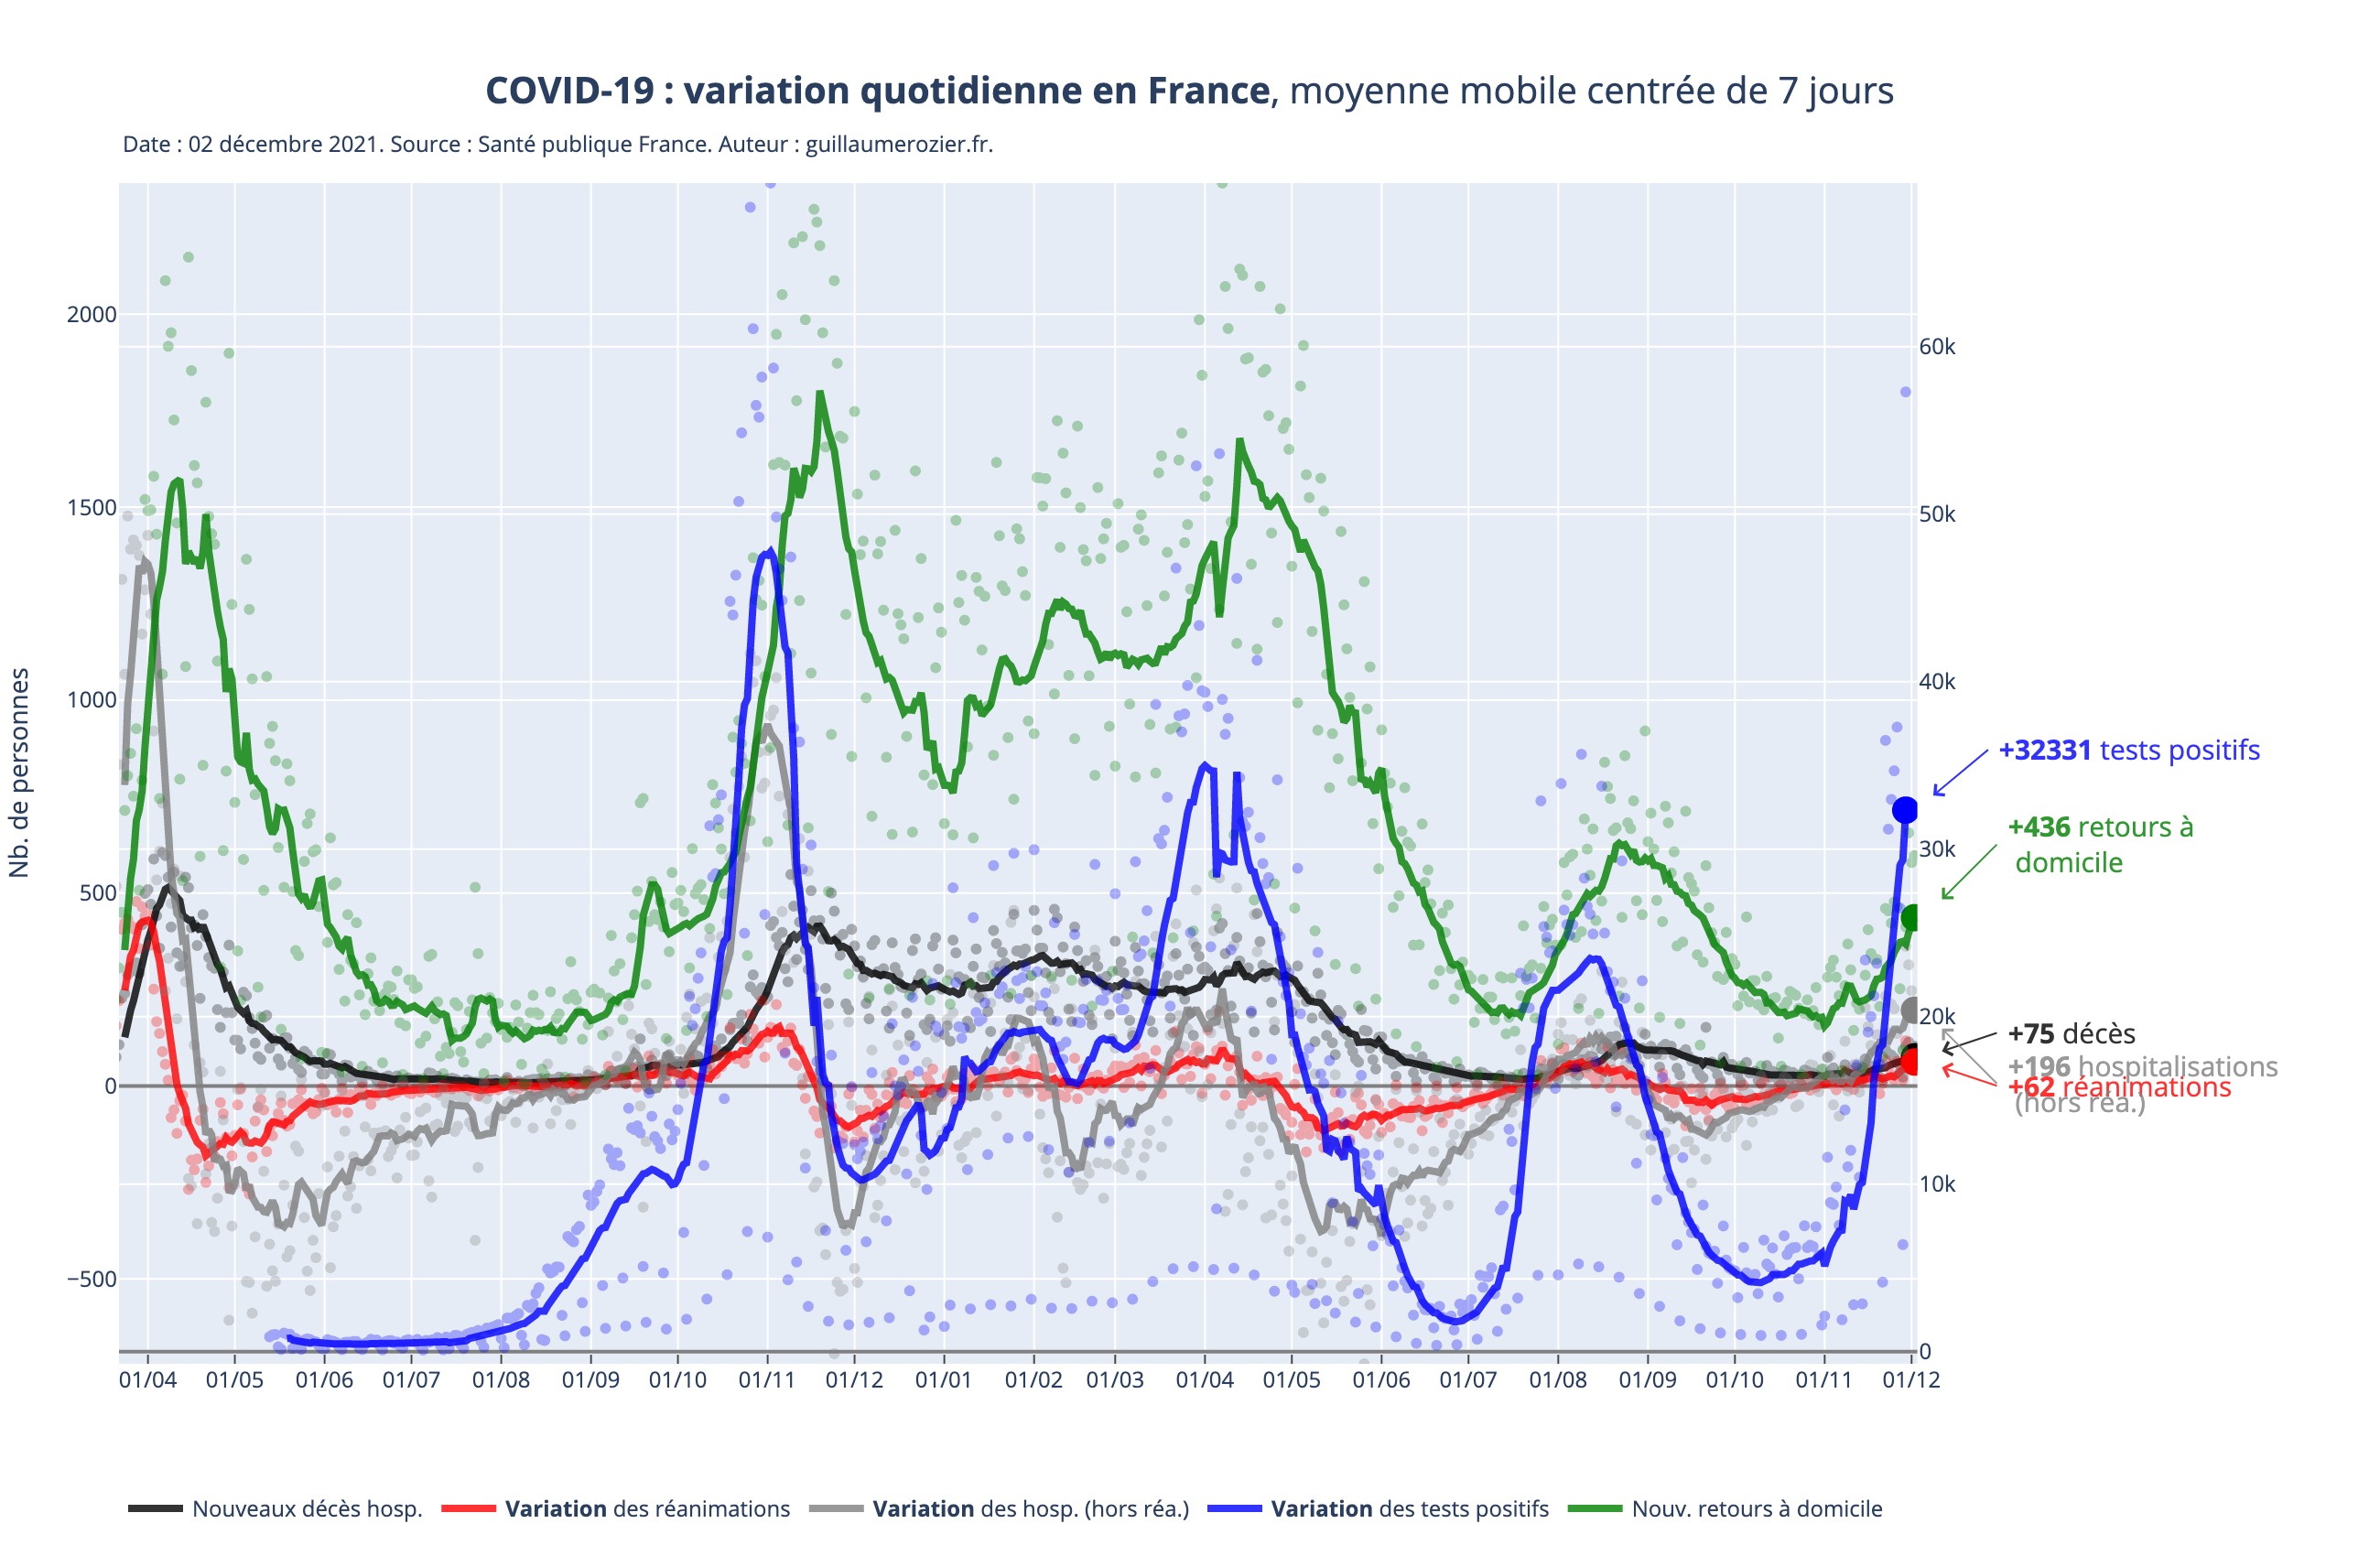 COVID-19 : variation quotidienne en France, moyenne mobile centrée de 7 jours
Date : 02 décembre 2021. Source : Santé publique France. Auteur : guillaumerozier.fr.
Nb. de personnes
2000
1500
1000
500
0
−500
60k
50k
40k
30k
20k
10k
0
+32331 tests positifs
+436 retours à
domicile
+75 décès
+196 hospitalisations
(hors réa.)
+62 réanimations
01/04 01/05 01/06 01/07 01/08 01/09 01/10 01/11 01/12 01/01 01/02 01/03 01/04 01/05 01/06 01/07 01/08 01/09 01/10 01/11 01/12
Nouveaux décès hosp. Variation des réanimations Variation des hosp. (hors réa.) Variation des tests positifs Nouv. retours à domicile